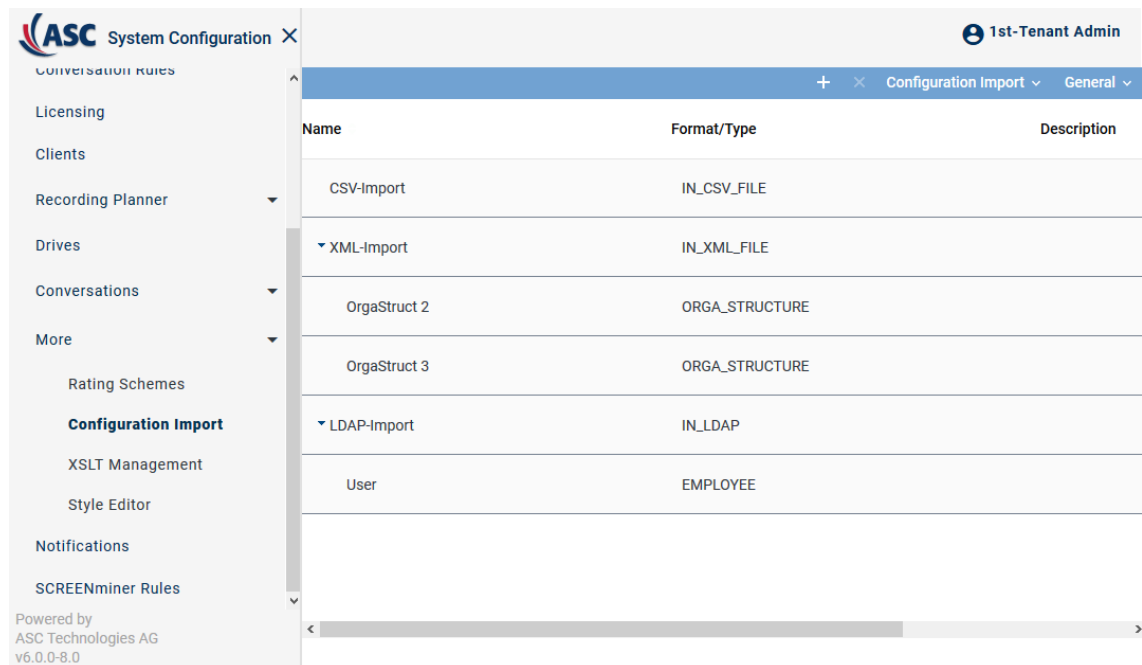 ASC System Configuration
1st-Tenant Admin
Conversation Rules
Configuration Import
General
Licensing
Name Format/Type Description
Clients
CSV-Import IN_CSV_FILE
Recording Planner
Drives
XML-Import IN_XML_FILE
Conversations
OrgaStruct 2 ORGA_STRUCTURE
More
OrgaStruct 3 ORGA_STRUCTURE
Rating Schemes
Configuration Import
LDAP-Import IN_LDAP
XSLT Management
User EMPLOYEE
Style Editor
Notifications
SCREENminer Rules
Powered by
ASC Technologies AG
v6.0.0-8.0